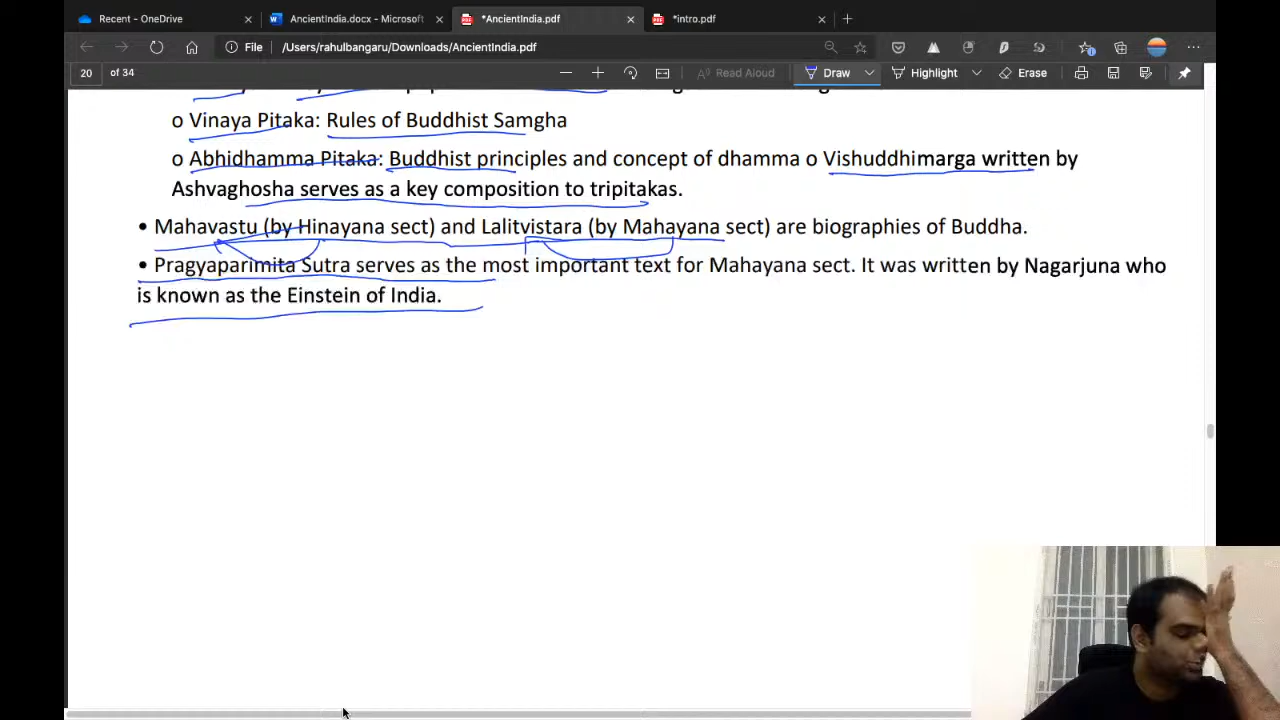 Recent - OneDrive
AncientIndia.docx - Microsoft
*AncientIndia.pdf
*intro.pdf
File
/Users/rahulbangaru/Downloads/AncientIndia.pdf
20 of 34
Read Aloud
Draw
Highlight
Erase
o Vinaya Pitaka: Rules of Buddhist Samgha
o Abhidhamma Pitaka: Buddhist principles and concept of dhamma o Vishuddhimarga written by
Ashvaghosha serves as a key composition to tripitakas.
• Mahavastu (by Hinayana sect) and Lalitvistara (by Mahayana sect) are biographies of Buddha.
• Pragyaparimita Sutra serves as the most important text for Mahayana sect. It was written by Nagarjuna who
is known as the Einstein of India.